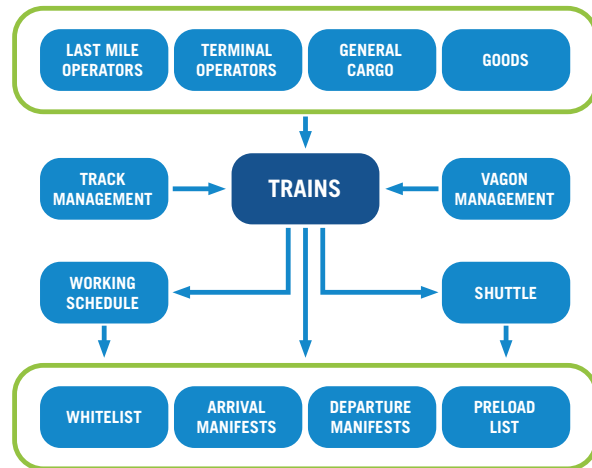 LAST MILE
OPERATORS
TERMINAL
OPERATORS
GENERAL
CARGO
GOODS
TRACK
MANAGEMENT
TRAINS
VAGON
MANAGEMENT
WORKING
SCHEDULE
SHUTTLE
WHITELIST
ARRIVAL
MANIFESTS
DEPARTURE
MANIFESTS
PRELOAD
LIST